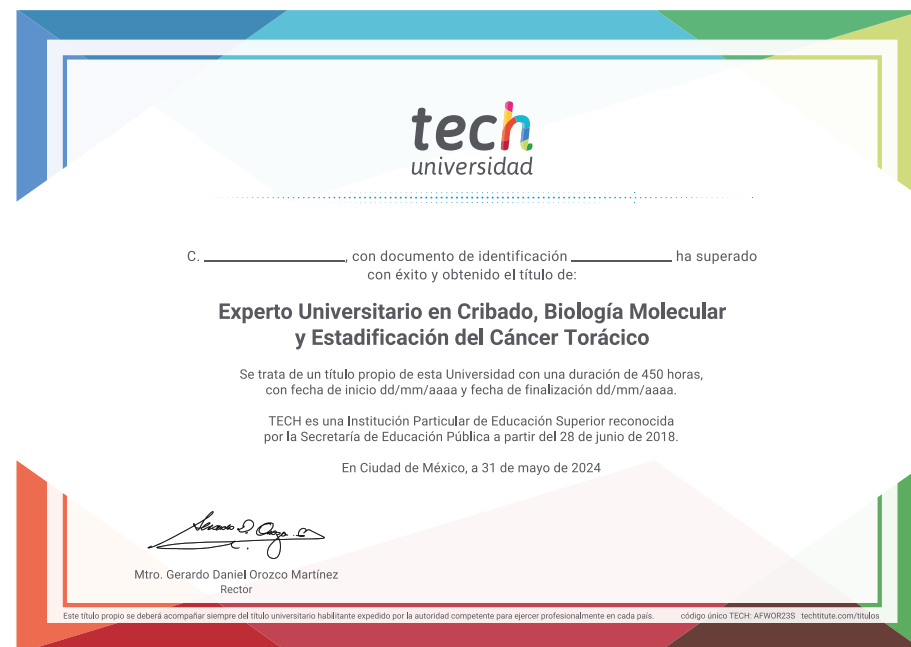 tech
universidad
C. ____________, con documento de identificación ____________ ha superado
con éxito y obtenido el título de:
Experto Universitario en Cribado, Biología Molecular
y Estadificación del Cáncer Torácico
Se trata de un título propio de esta Universidad con una duración de 450 horas,
con fecha de inicio dd/mm/aaaa y fecha de finalización dd/mm/aaaa.
TECH es una Institución Particular de Educación Superior reconocida
por la Secretaría de Educación Pública a partir del 28 de junio de 2018.
En Ciudad de México, a 31 de mayo de 2024
Mtro. Gerardo Daniel Orozco Martínez
Rector
Este título propio se deberá acompañar siempre del título universitario habilitante expedido por la autoridad competente para ejercer profesionalmente en cada país. código único TECH: AFWOR23S techtitute.com/titulos